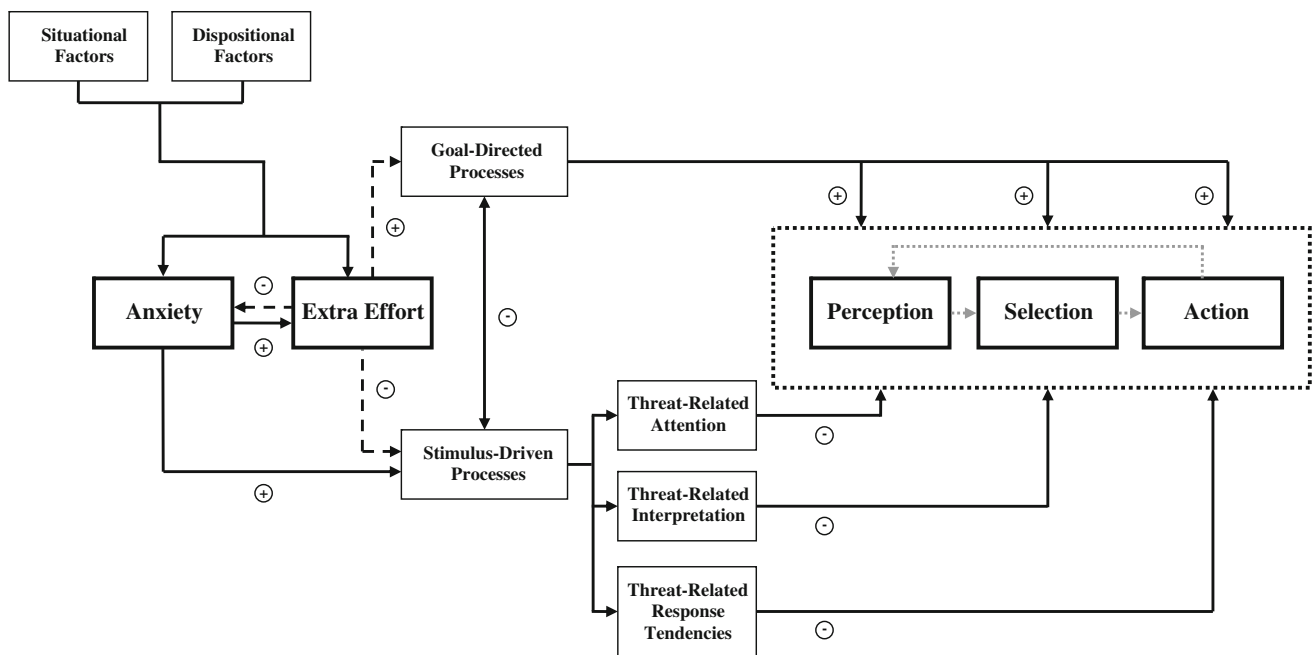 Situational
Factors
Dispositional
Factors
Goal-Directed
Processes
+
+
+
+
-
Anxiety
Extra Effort
+
-
-
Perception
Selection
Action
Threat-Related
Attention
-
Stimulus-Driven
Processes
+
Threat-Related
Interpretation
-
Threat-Related
Response
Tendencies
-